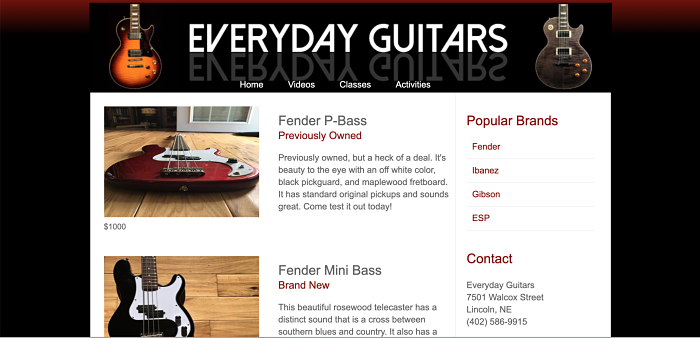 EVERYDAY GUITARS
Home Videos Classes Activities
Fender P-Bass
Previously Owned
Previously owned, but a heck of a deal. It's
beauty to the eye with an off white color,
black pickguard, and maplewood fretboard.
It has standard original pickups and sounds
great. Come test it out today!
$1000
Fender Mini Bass
Brand New
This beautiful rosewood telecaster has a
distinct sound that is a cross between
southern blues and country. It also has a
Popular Brands
Fender
Ibanez
Gibson
ESP
Contact
Everyday Guitars
7501 Walcox Street
Lincoln, NE
(402) 586-9915